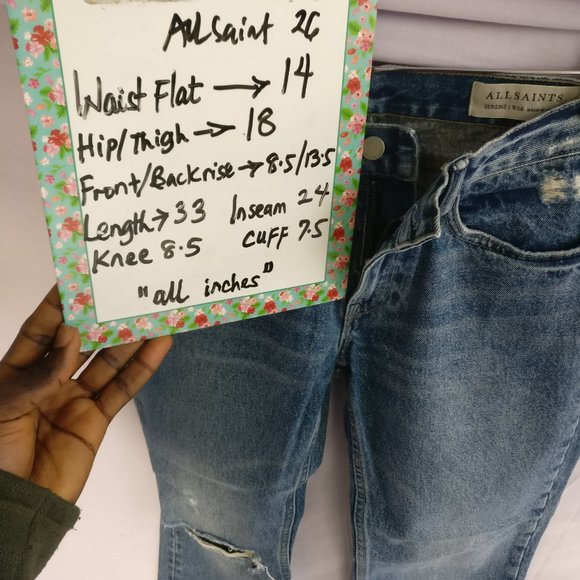 AllSaint 26
Waist Flat → 14
Hip/Thigh → 18
Front/Backrise → 8.5/13.5
Length → 33 Inseam 24
Knee 8.5 Cuff 7.5
"all inches"
ALLSAINTS